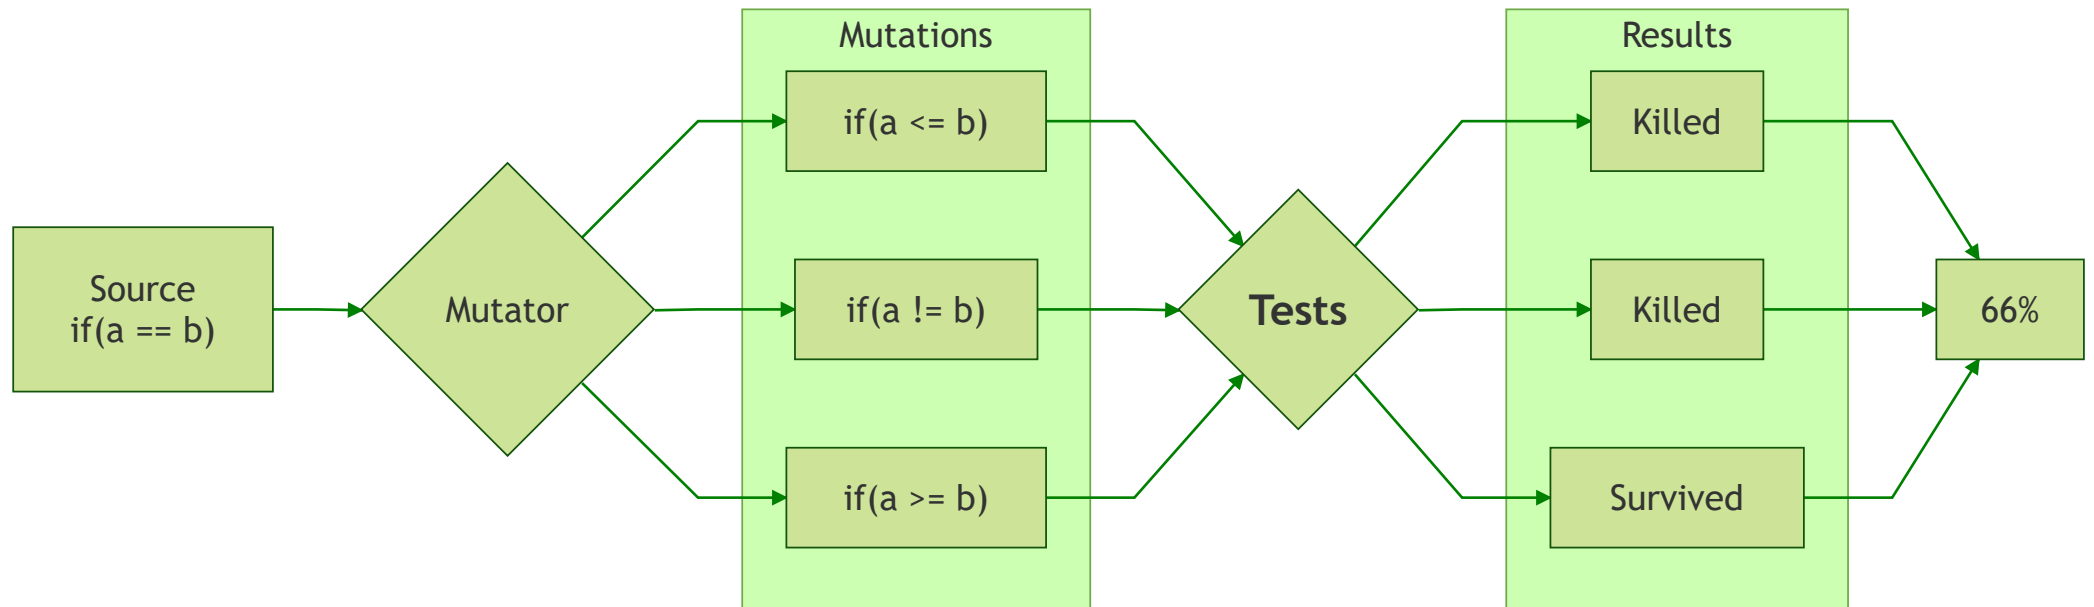 Source
if(a == b)
Mutator
Mutations
if(a <= b)
if(a != b)
if(a >= b)
Tests
Results
Killed
Killed
Survived
66%